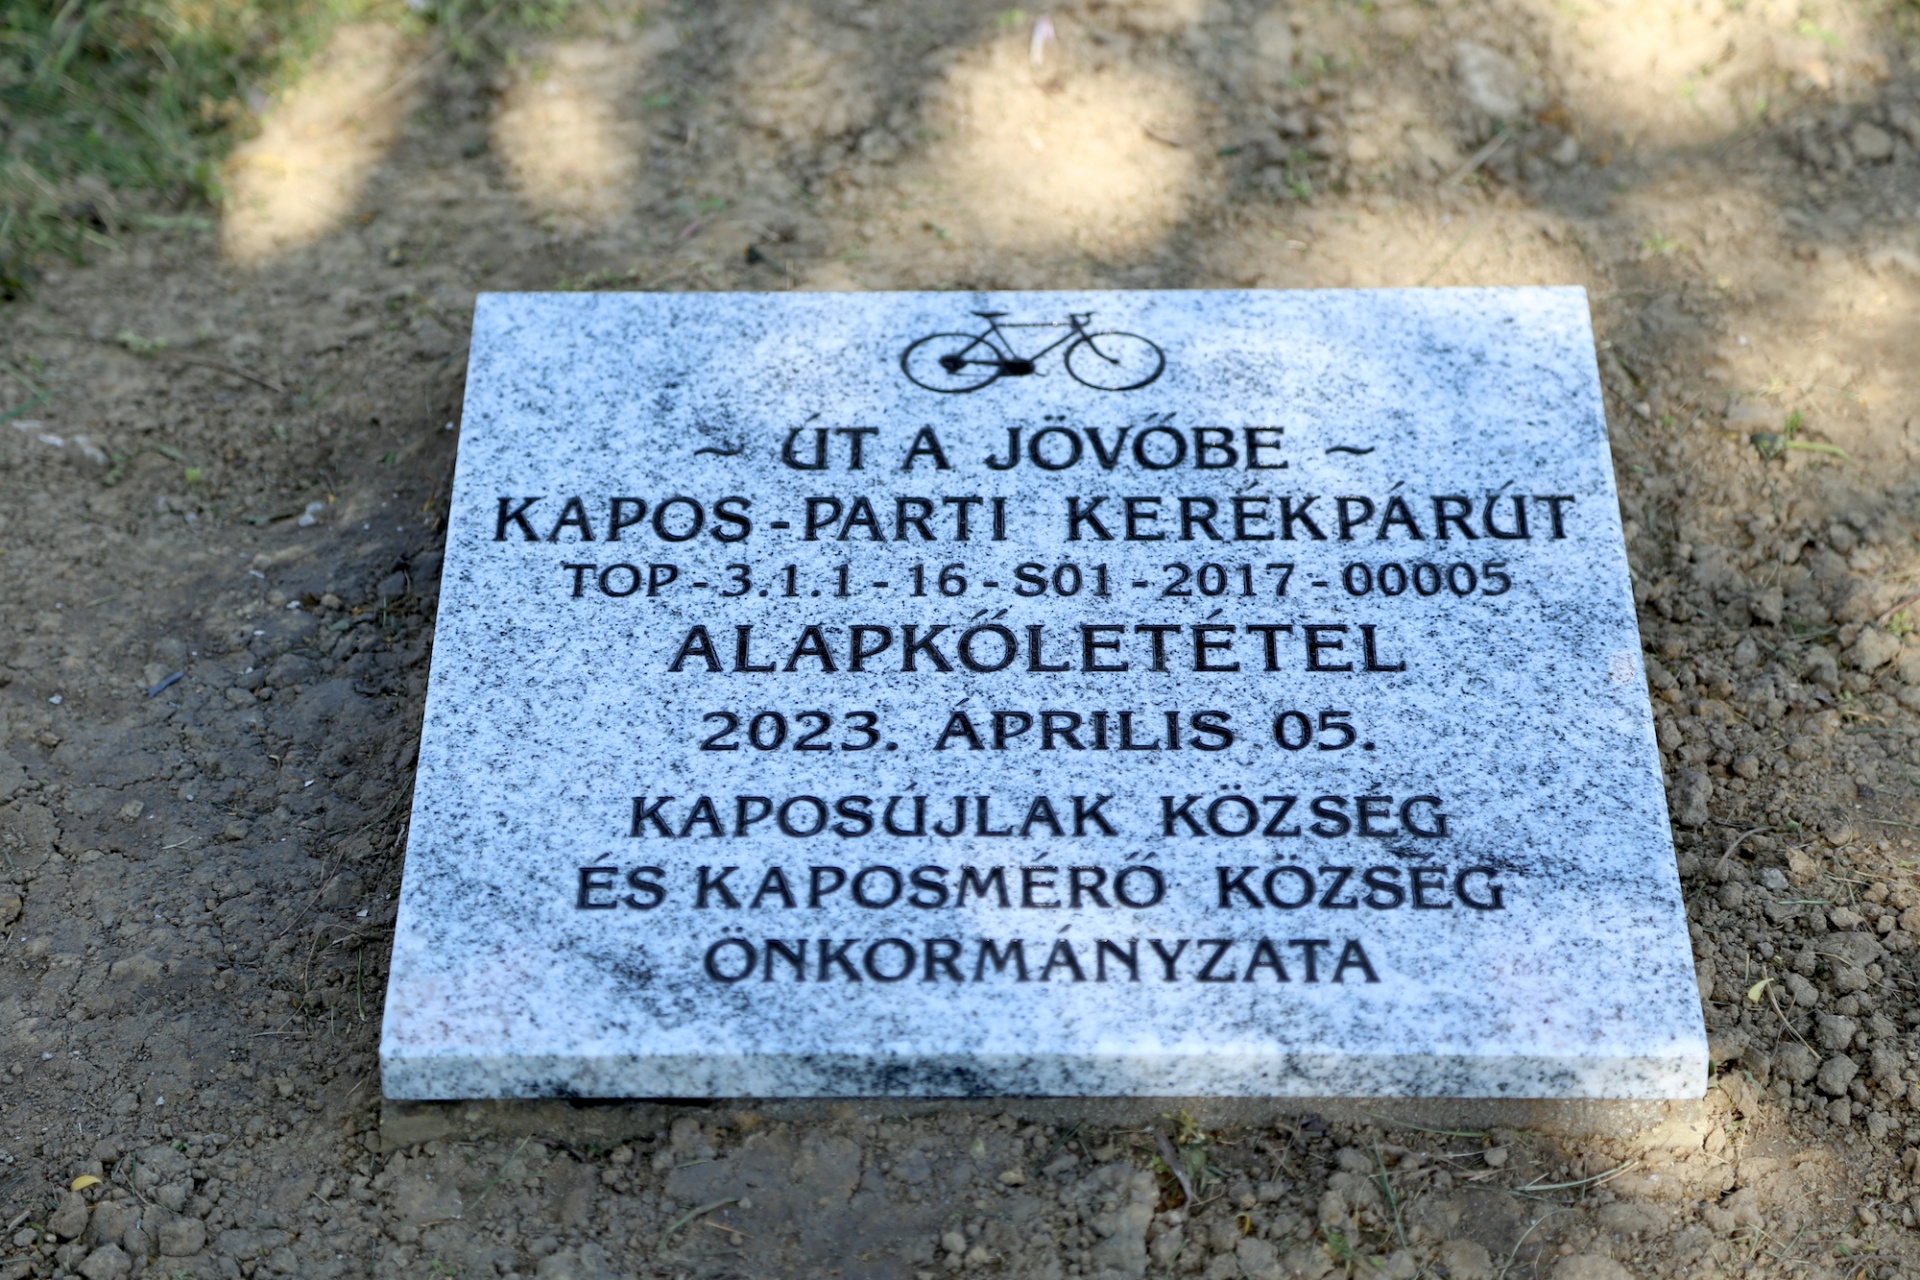 ~ ÚT A JÖVŐBE ~
KAPOS-PARTI KERÉKPÁRÚT
TOP-3.1.1-16-S01-2017-00005
ALAPKŐLETÉTEL
2023. ÁPRILIS 05.
KAPOSÚJLAK KÖZSÉG
ÉS KAPOSMÉRŐ KÖZSÉG
ÖNKORMÁNYZATA